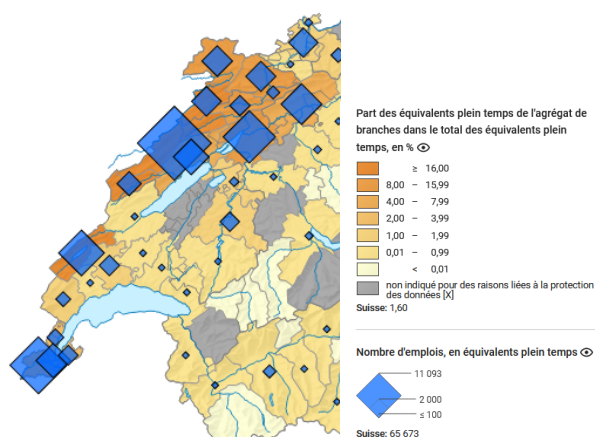 Part des équivalents plein temps de l'agrégat de
branches dans le total des équivalents plein
temps, en %
≥ 16,00
8,00 – 15,99
4,00 – 7,99
2,00 – 3,99
1,00 – 1,99
0,01 – 0,99
< 0,01
non indiqué pour des raisons liées à la protection
des données [X]
Suisse: 1,60
Nombre d'emplois, en équivalents plein temps
11 093
2 000
≤ 100
Suisse: 65 673